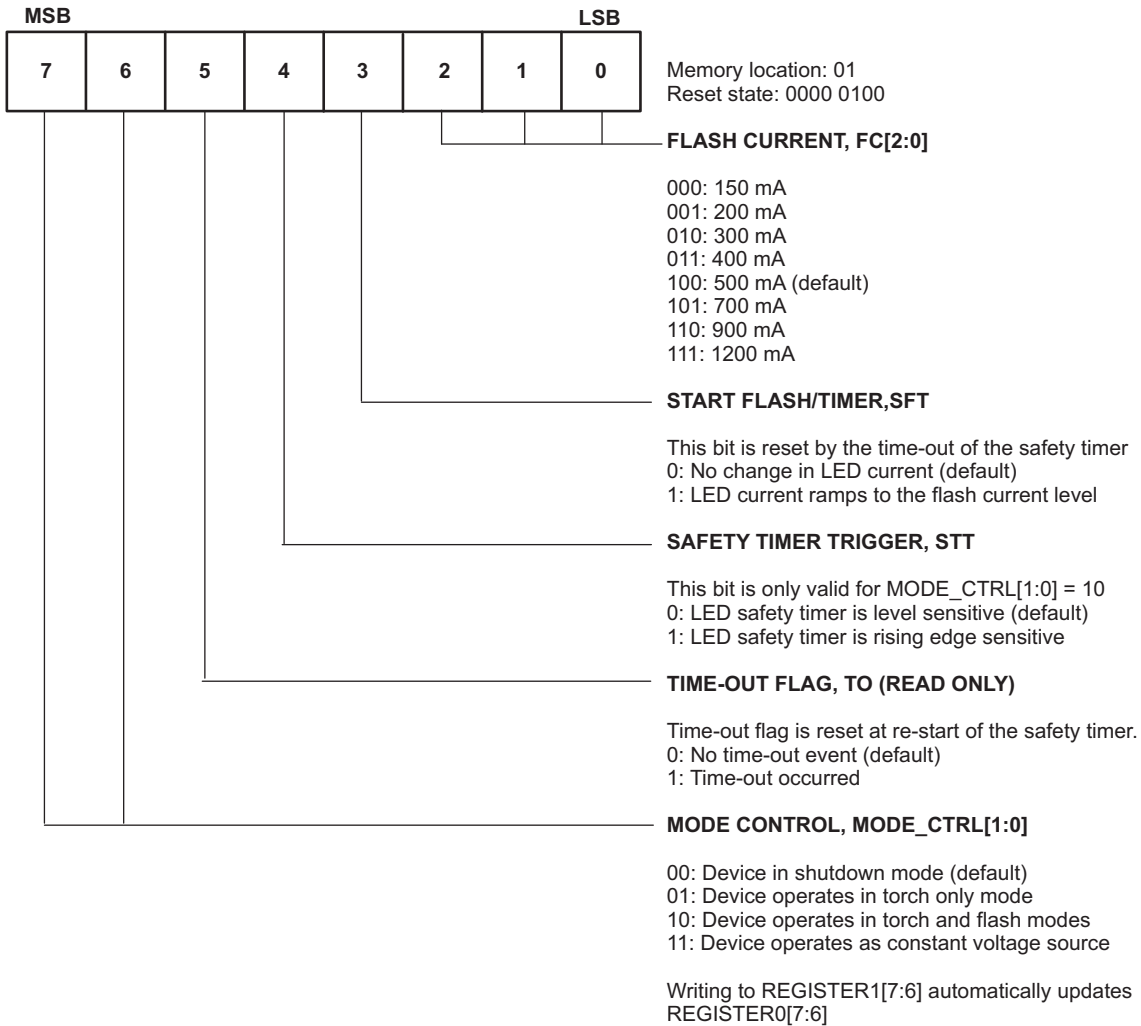 MSB LSB
7 6 5 4 3 2 1 0
Memory location: 01
Reset state: 0000 0100
FLASH CURRENT, FC[2:0]
000: 150 mA
001: 200 mA
010: 300 mA
011: 400 mA
100: 500 mA (default)
101: 700 mA
110: 900 mA
111: 1200 mA
START FLASH/TIMER,SFT
This bit is reset by the time-out of the safety timer
0: No change in LED current (default)
1: LED current ramps to the flash current level
SAFETY TIMER TRIGGER, STT
This bit is only valid for MODE_CTRL[1:0] = 10
0: LED safety timer is level sensitive (default)
1: LED safety timer is rising edge sensitive
TIME-OUT FLAG, TO (READ ONLY)
Time-out flag is reset at re-start of the safety timer.
0: No time-out event (default)
1: Time-out occurred
MODE CONTROL, MODE_CTRL[1:0]
00: Device in shutdown mode (default)
01: Device operates in torch only mode
10: Device operates in torch and flash modes
11: Device operates as constant voltage source
Writing to REGISTER1[7:6] automatically updates
REGISTER0[7:6]